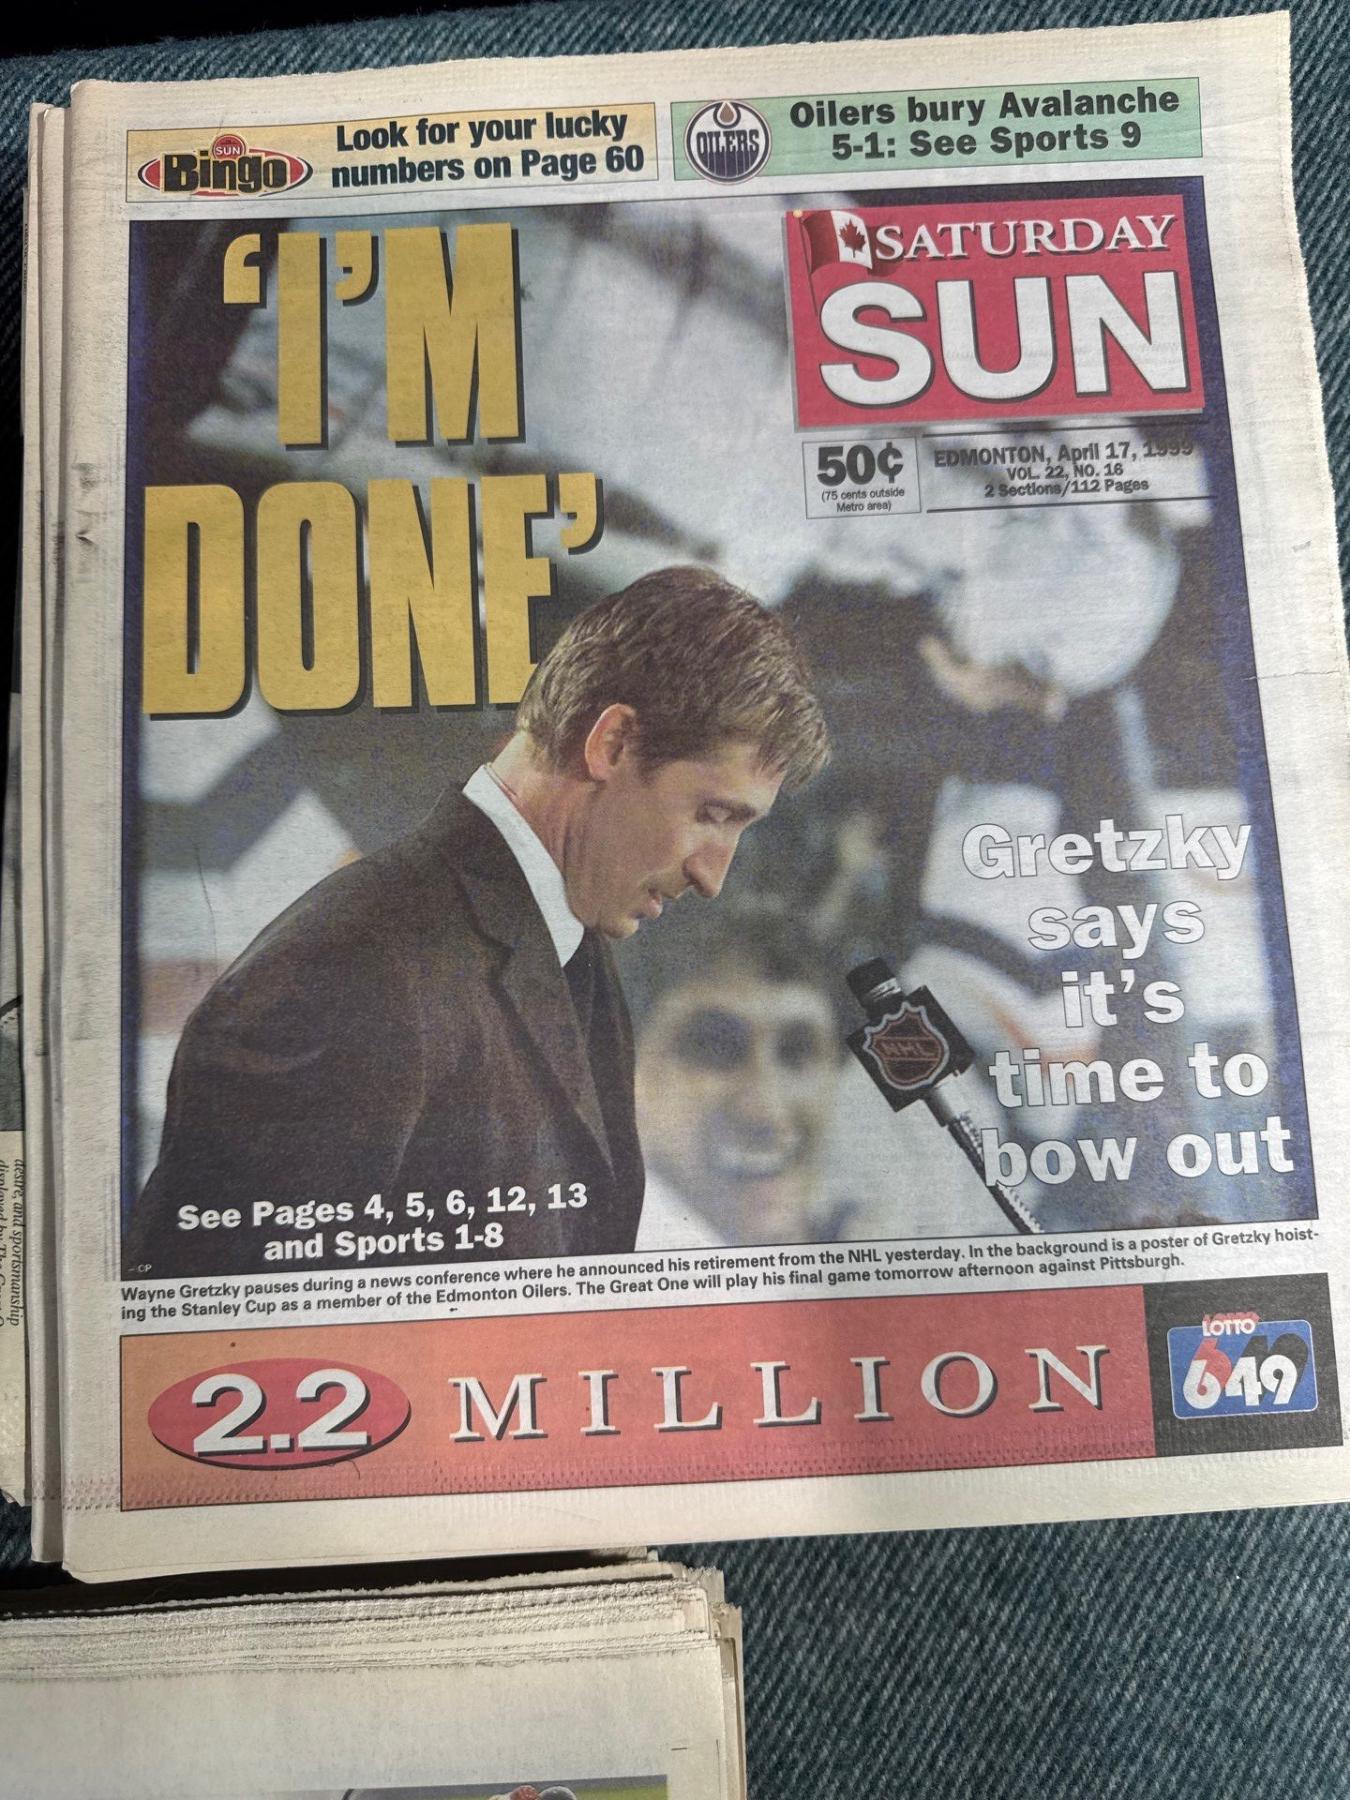 SUN
Bingo
Look for your lucky
numbers on Page 60
OILERS
Oilers bury Avalanche
5-1: See Sports 9
‘I’M
DONE’
SATURDAY
SUN
50¢
(75 cents outside
Metro area)
EDMONTON, April 17, 1999
VOL. 22, NO. 16
2 Sections/112 Pages
Gretzky
says
it’s
time to
bow out
NHL
See Pages 4, 5, 6, 12, 13
and Sports 1-8
– CP
Wayne Gretzky pauses during a news conference where he announced his retirement from the NHL yesterday. In the background is a poster of Gretzky hoist-
ing the Stanley Cup as a member of the Edmonton Oilers. The Great One will play his final game tomorrow afternoon against Pittsburgh.
2.2 MILLION
LOTTO
649
desire, and sportsmanship